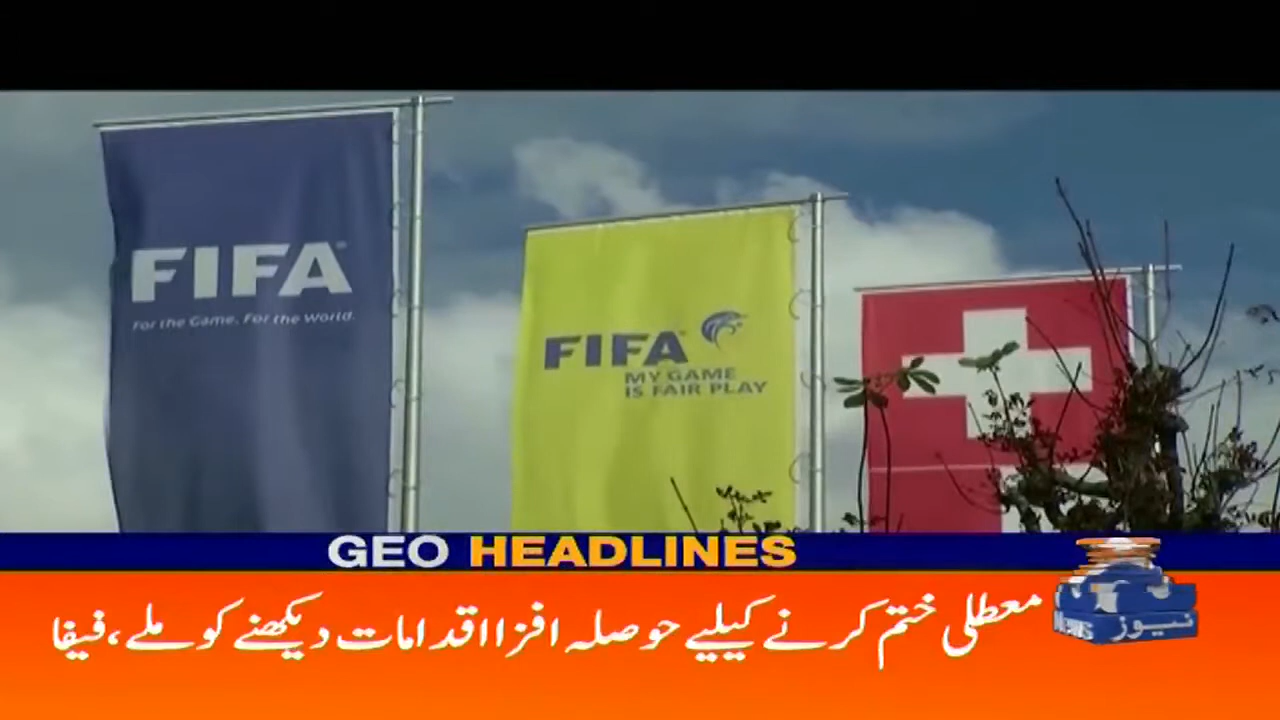 FIFA
For the Game. For the World.
FIFA
MY GAME
IS FAIR PLAY
GEO HEADLINES
معطلی ختم کرنے کیلیے حوصلہ افزا اقدامات دیکھنے کو ملے، فیفا
News نیوز